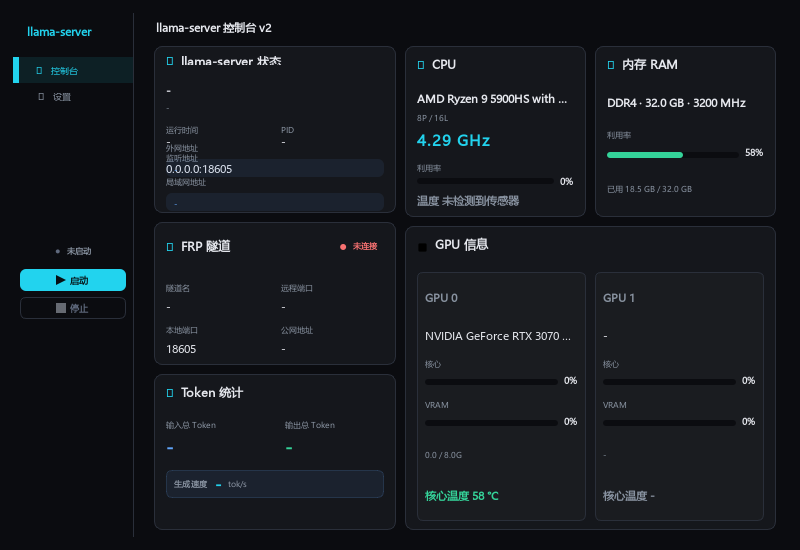 llama-server
控制台
设置
未启动
启动
停止
llama-server 控制台 v2
llama-server 状态
-
-
运行时间
PID
-
-
外网地址
监听地址
0.0.0.0:18605
局域网地址
-
CPU
AMD Ryzen 9 5900HS with ...
8P / 16L
4.29 GHz
利用率
0%
温度 未检测到传感器
内存 RAM
DDR4 · 32.0 GB · 3200 MHz
利用率
58%
已用 18.5 GB / 32.0 GB
FRP 隧道
未连接
隧道名
远程端口
-
-
本地端口
公网地址
18605
-
Token 统计
输入总 Token
输出总 Token
-
-
生成速度 - tok/s
GPU 信息
GPU 0
NVIDIA GeForce RTX 3070 ...
核心
0%
VRAM
0%
0.0 / 8.0G
核心温度 58 °C
GPU 1
-
核心
0%
VRAM
0%
-
核心温度 -